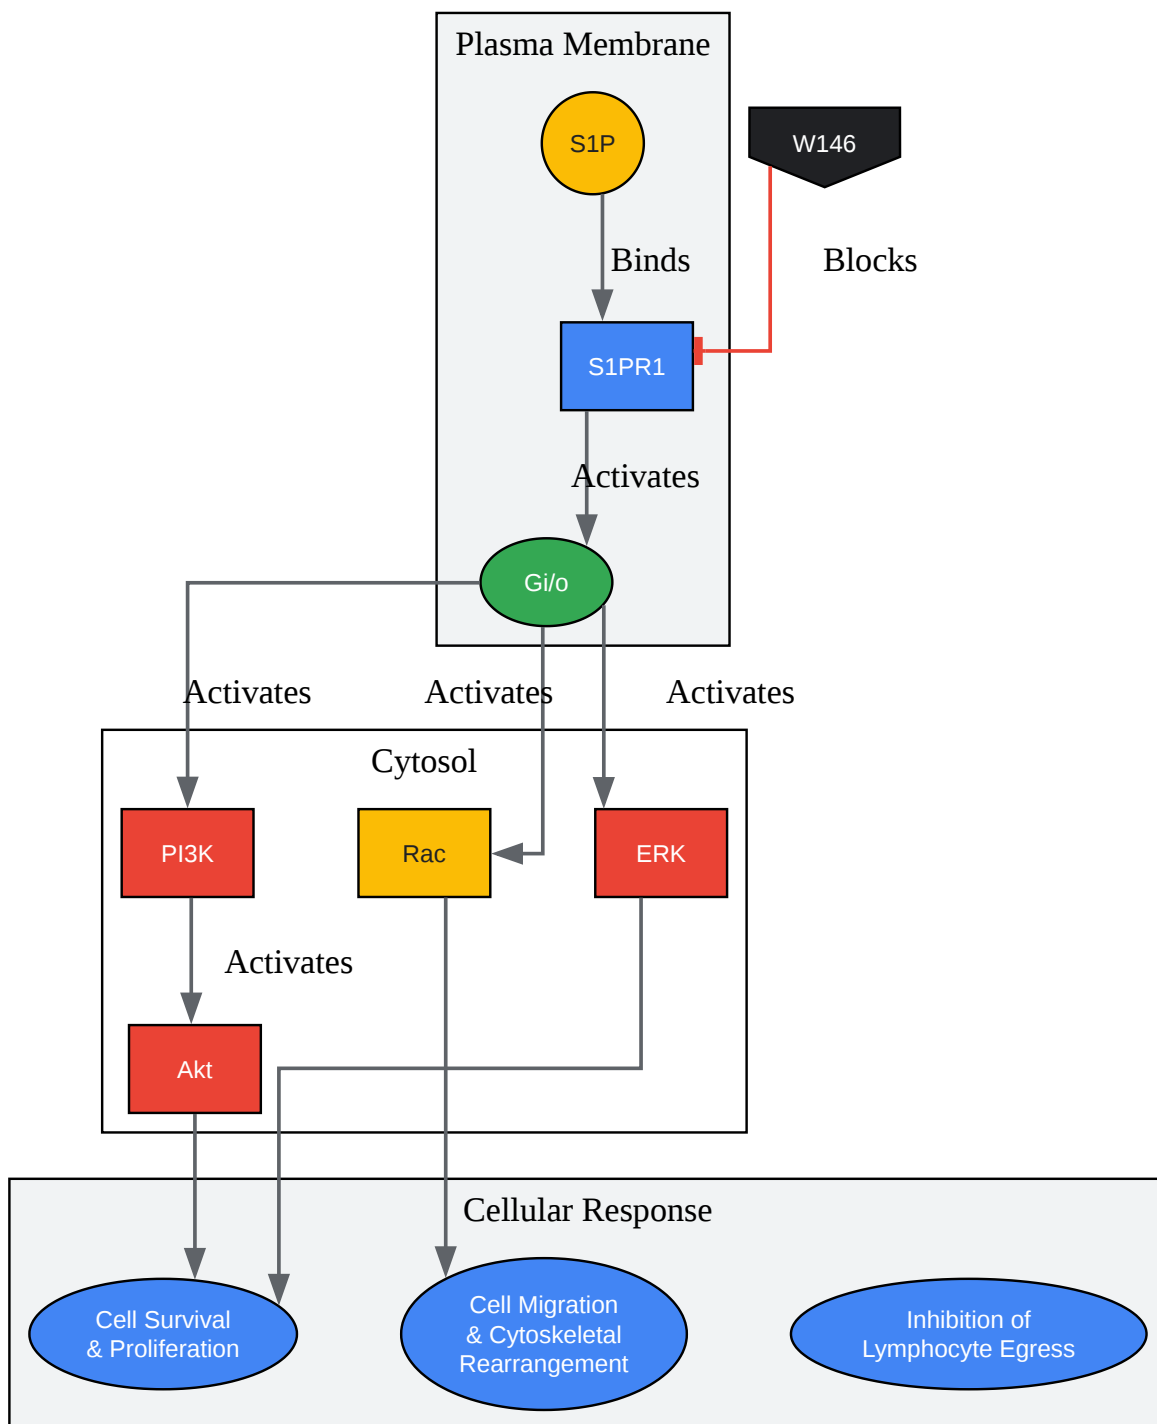 Plasma Membrane
S1P
W146
Binds
Blocks
S1PR1
Activates
Gi/o
Activates
Activates
Activates
Cytosol
PI3K
Rac
ERK
Activates
Akt
Cellular Response
Cell Survival
& Proliferation
Cell Migration
& Cytoskeletal
Rearrangement
Inhibition of
Lymphocyte Egress